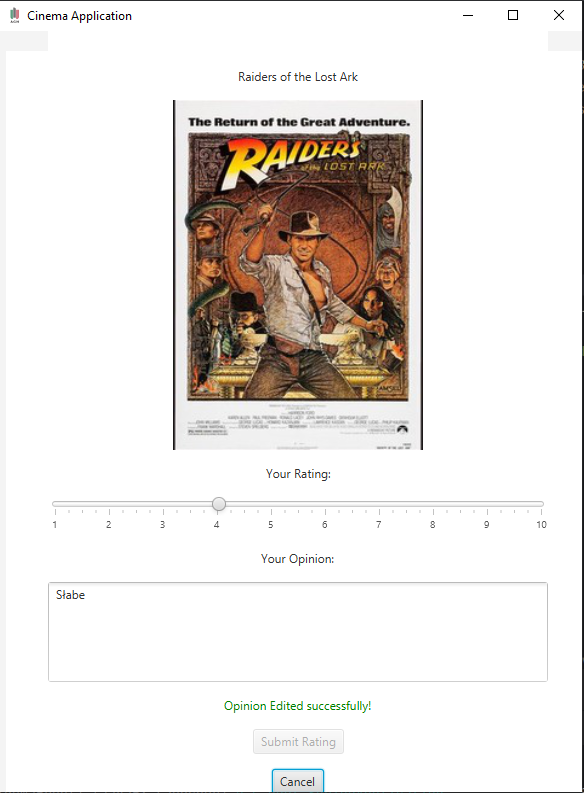 Cinema Application
Raiders of the Lost Ark
The Return of the Great Adventure.
RAIDERS
of the LOST ARK
Your Rating:
1 2 3 4 5 6 7 8 9 10
Your Opinion:
Słabe
Opinion Edited successfully!
Submit Rating
Cancel